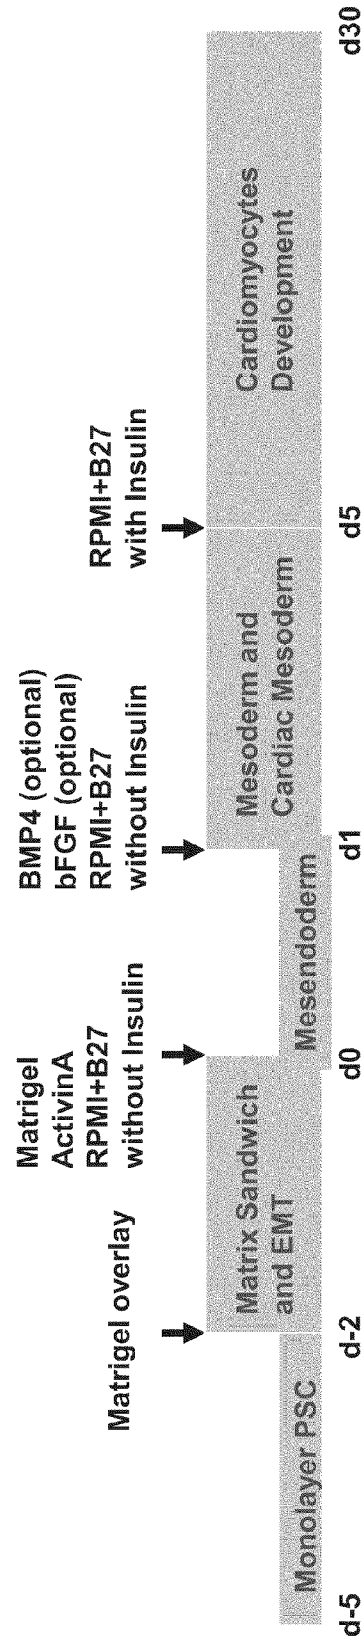 Matrigel overlay
Matrigel
ActivinA
RPMI+B27
without Insulin
BMP4 (optional)
bFGF (optional)
RPMI+B27
without Insulin
RPMI+B27
with Insulin
Monolayer PSC
Matrix Sandwich
and EMT
Mesendoderm
Mesoderm and
Cardiac Mesoderm
Cardiomyocytes
Development
d-5
d-2
d0
d1
d5
d30